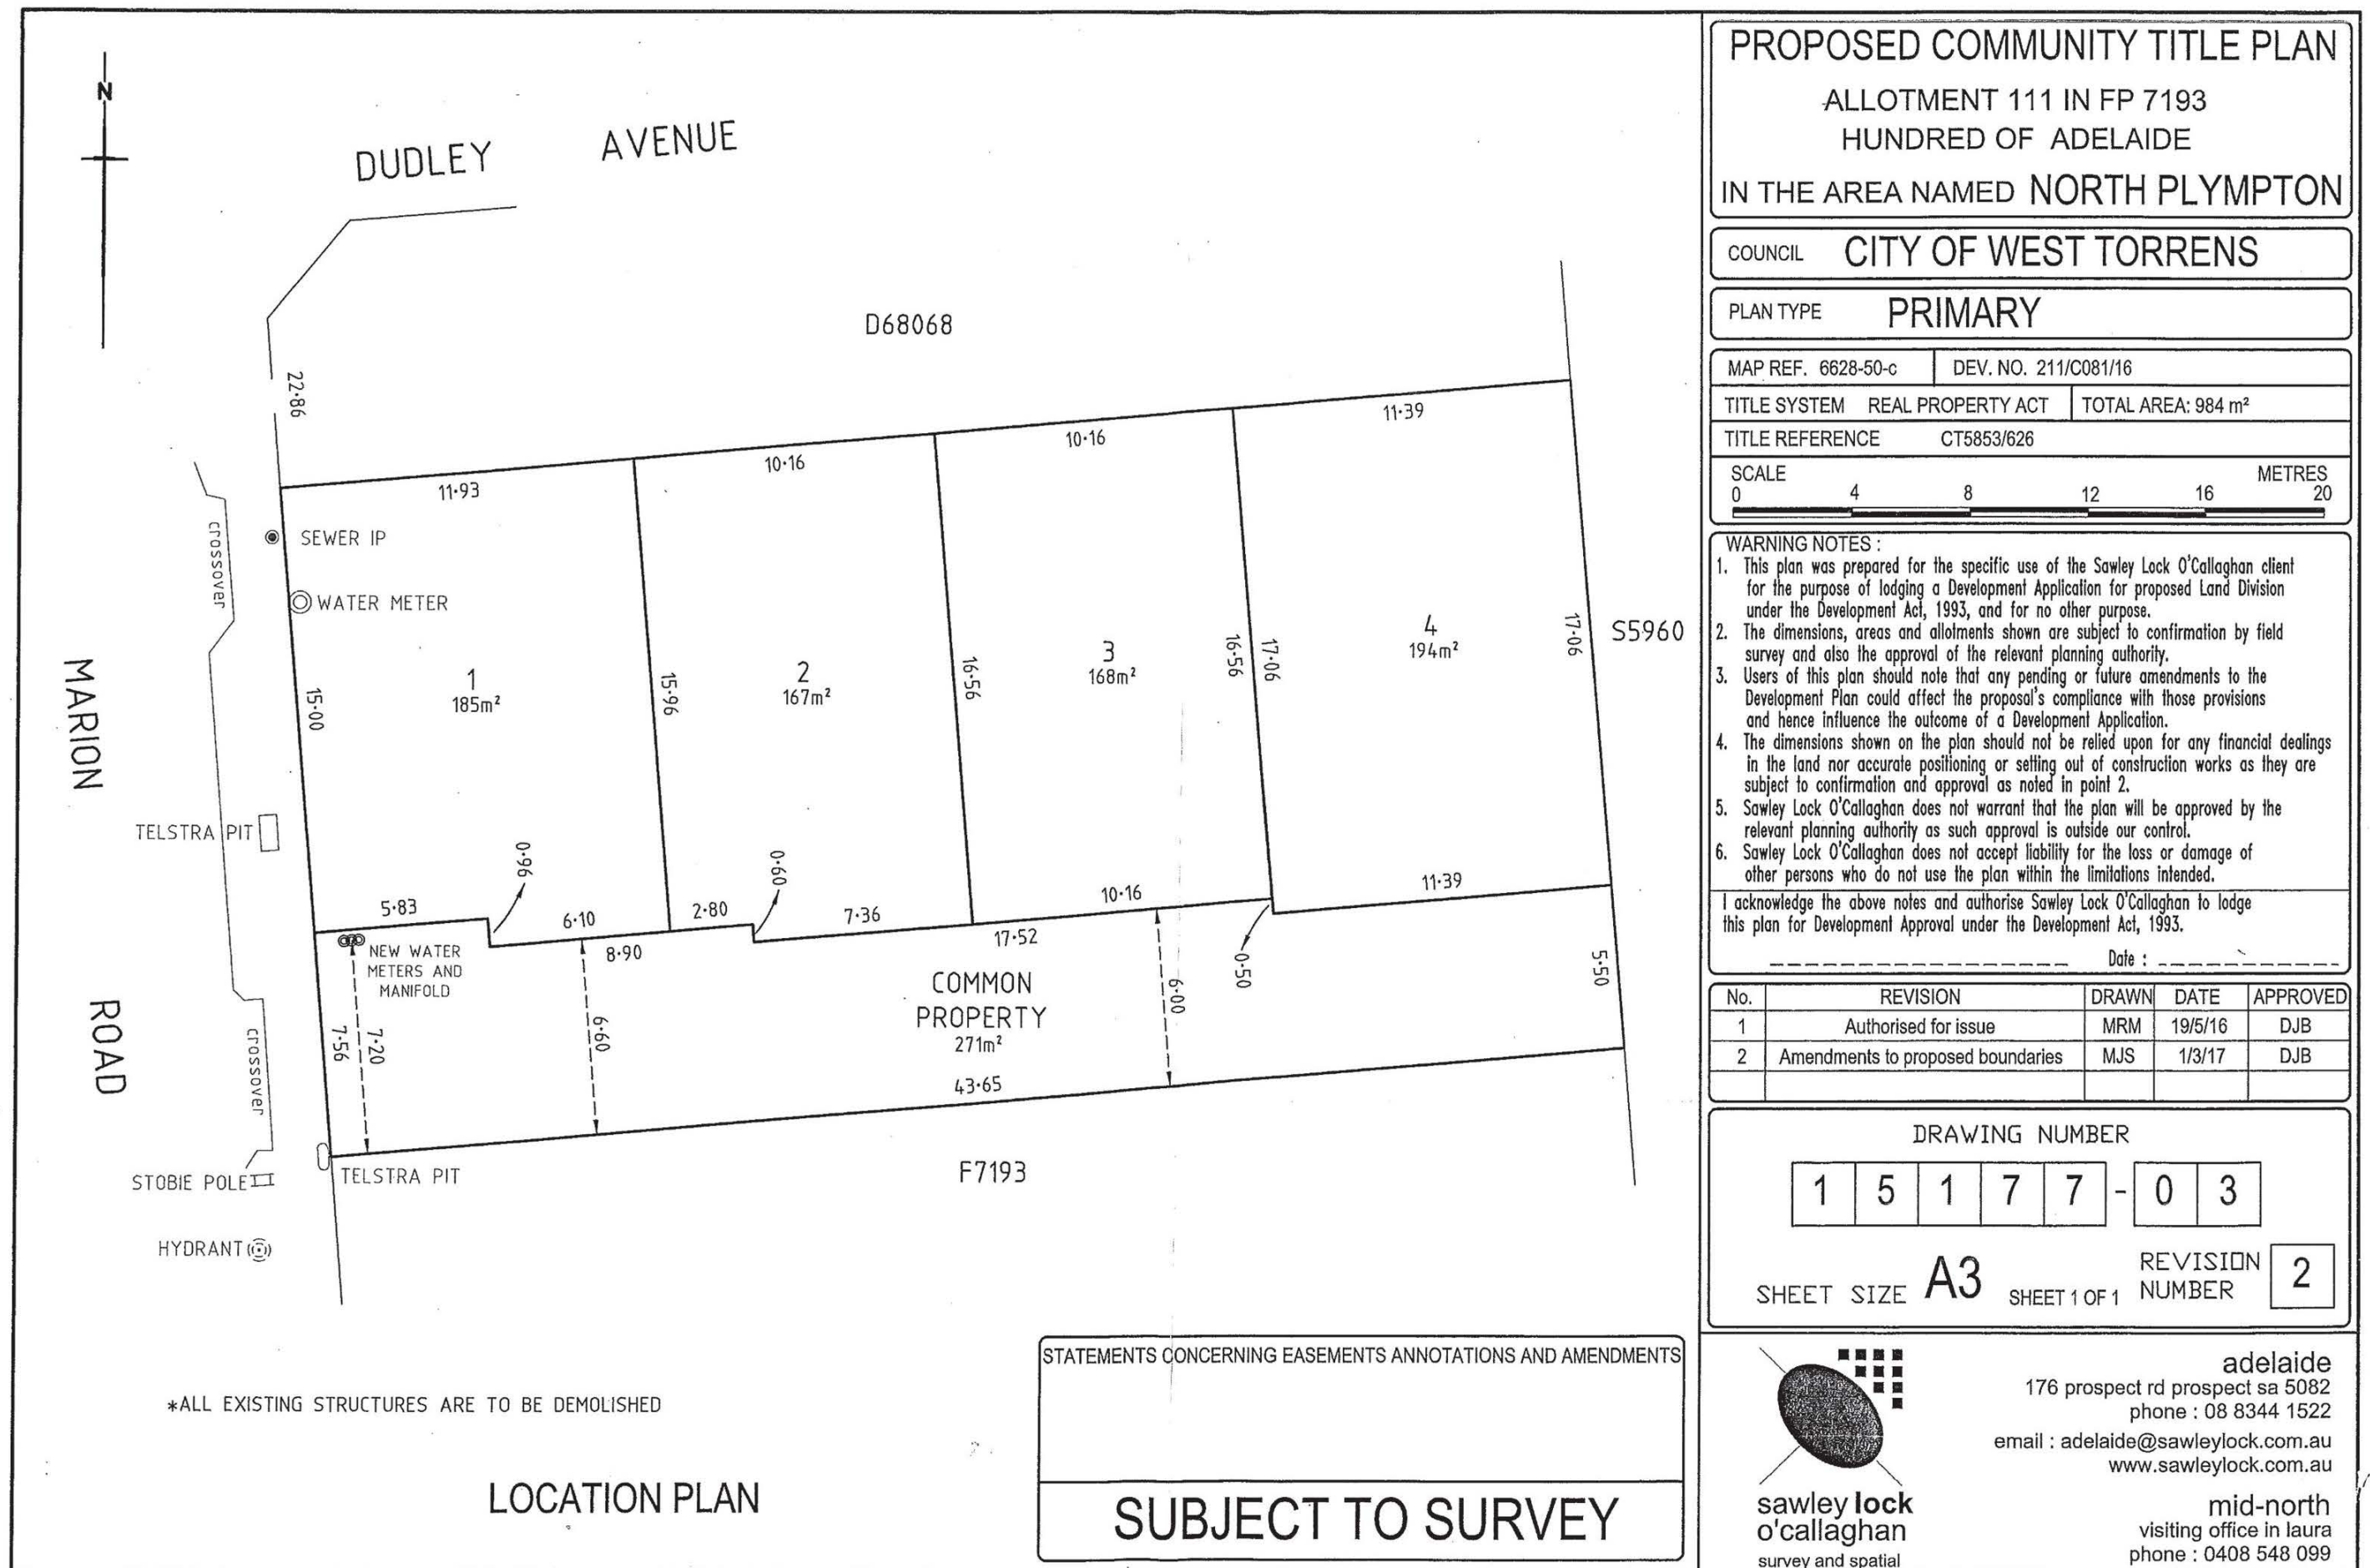 N
DUDLEY AVENUE
D68068
22·86
11·93
10·16
10·16
11·39
crossover
SEWER IP
WATER METER
MARION
ROAD
15·00
1
185m²
15·96
2
167m²
16·56
3
168m²
16·56
17·06
4
194m²
17·06
S5960
TELSTRA PIT
0·96
0·60
5·83
6·10
2·80
7·36
10·16
11·39
8·90
17·52
NEW WATER
METERS AND
MANIFOLD
COMMON
PROPERTY
271m²
0·50
5·50
7·56
7·20
6·60
6·00
43·65
crossover
STOBIE POLE
TELSTRA PIT
F7193
HYDRANT
*ALL EXISTING STRUCTURES ARE TO BE DEMOLISHED
LOCATION PLAN
STATEMENTS CONCERNING EASEMENTS ANNOTATIONS AND AMENDMENTS
SUBJECT TO SURVEY
PROPOSED COMMUNITY TITLE PLAN
ALLOTMENT 111 IN FP 7193
HUNDRED OF ADELAIDE
IN THE AREA NAMED NORTH PLYMPTON
COUNCIL CITY OF WEST TORRENS
PLAN TYPE PRIMARY
MAP REF. 6628-50-c DEV. NO. 211/C081/16
TITLE SYSTEM REAL PROPERTY ACT TOTAL AREA: 984 m²
TITLE REFERENCE CT5853/626
SCALE METRES
0 4 8 12 16 20
WARNING NOTES :
1. This plan was prepared for the specific use of the Sawley Lock O'Callaghan client
for the purpose of lodging a Development Application for proposed Land Division
under the Development Act, 1993, and for no other purpose.
2. The dimensions, areas and allotments shown are subject to confirmation by field
survey and also the approval of the relevant planning authority.
3. Users of this plan should note that any pending or future amendments to the
Development Plan could affect the proposal's compliance with those provisions
and hence influence the outcome of a Development Application.
4. The dimensions shown on the plan should not be relied upon for any financial dealings
in the land nor accurate positioning or setting out of construction works as they are
subject to confirmation and approval as noted in point 2.
5. Sawley Lock O'Callaghan does not warrant that the plan will be approved by the
relevant planning authority as such approval is outside our control.
6. Sawley Lock O'Callaghan does not accept liability for the loss or damage of
other persons who do not use the plan within the limitations intended.
I acknowledge the above notes and authorise Sawley Lock O'Callaghan to lodge
this plan for Development Approval under the Development Act, 1993.
Date :
No. REVISION DRAWN DATE APPROVED
1 Authorised for issue MRM 19/5/16 DJB
2 Amendments to proposed boundaries MJS 1/3/17 DJB
DRAWING NUMBER
1 5 1 7 7 - 0 3
SHEET SIZE A3 SHEET 1 OF 1 REVISION NUMBER 2
adelaide
176 prospect rd prospect sa 5082
phone : 08 8344 1522
email : adelaide@sawleylock.com.au
www.sawleylock.com.au
sawley lock
o'callaghan
survey and spatial
mid-north
visiting office in laura
phone : 0408 548 099